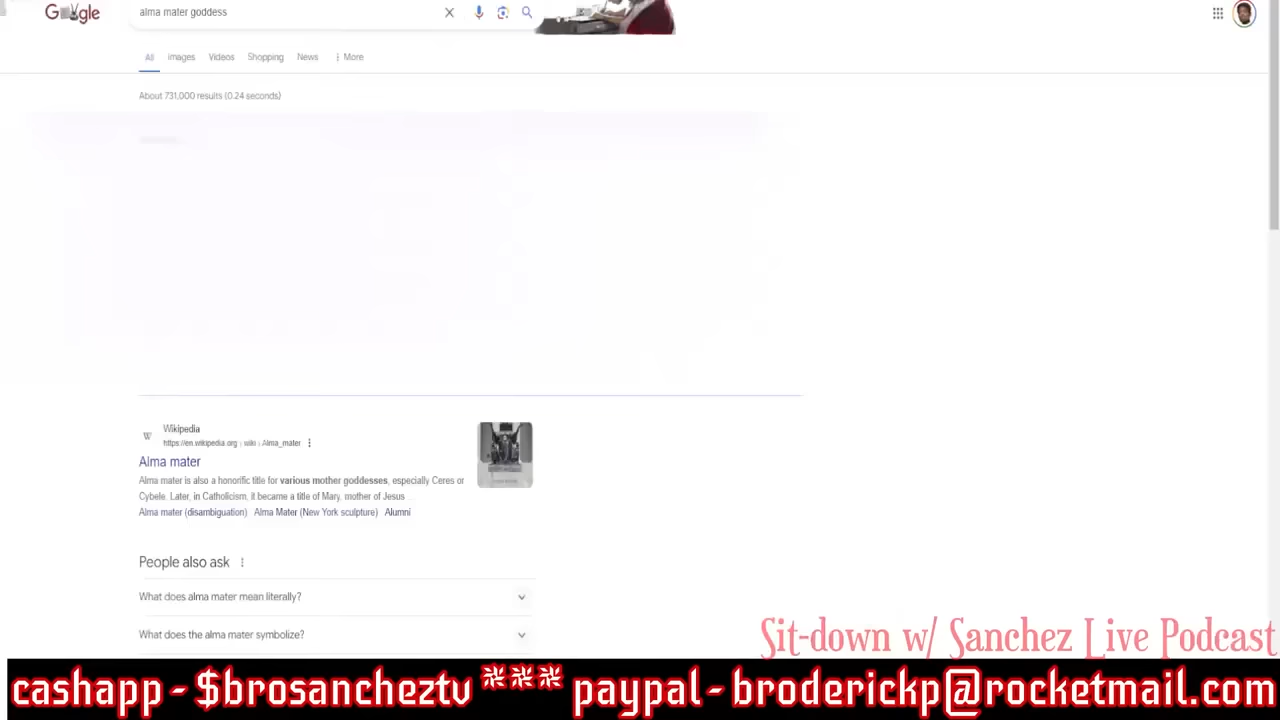 Google
alma mater goddess
All Images Videos Shopping News More
About 731,000 results (0.24 seconds)
Wikipedia
https://en.wikipedia.org › wiki › Alma_mater
Alma mater
Alma mater is also a honorific title for various mother goddesses, especially Ceres or
Cybele. Later, in Catholicism, it became a title of Mary, mother of Jesus ...
Alma mater (disambiguation) Alma Mater (New York sculpture) Alumni
People also ask
What does alma mater mean literally?
What does the alma mater symbolize?
Sit-down w/ Sanchez Live Podcast
cashapp - $brosancheztv *** paypal - broderickp@rocketmail.com